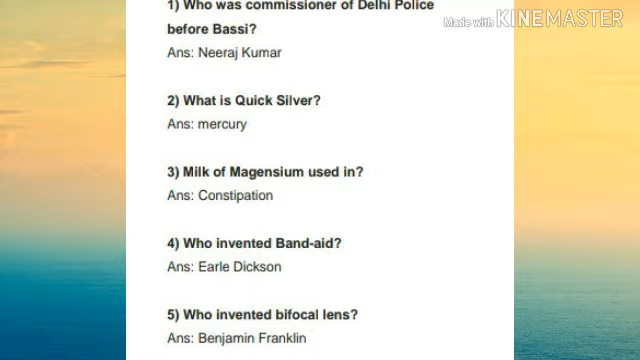 1) Who was commissioner of Delhi Police
before Bassi?
Ans: Neeraj Kumar
2) What is Quick Silver?
Ans: mercury
3) Milk of Magensium used in?
Ans: Constipation
4) Who invented Band-aid?
Ans: Earle Dickson
5) Who invented bifocal lens?
Ans: Benjamin Franklin
Made with KINEMASTER